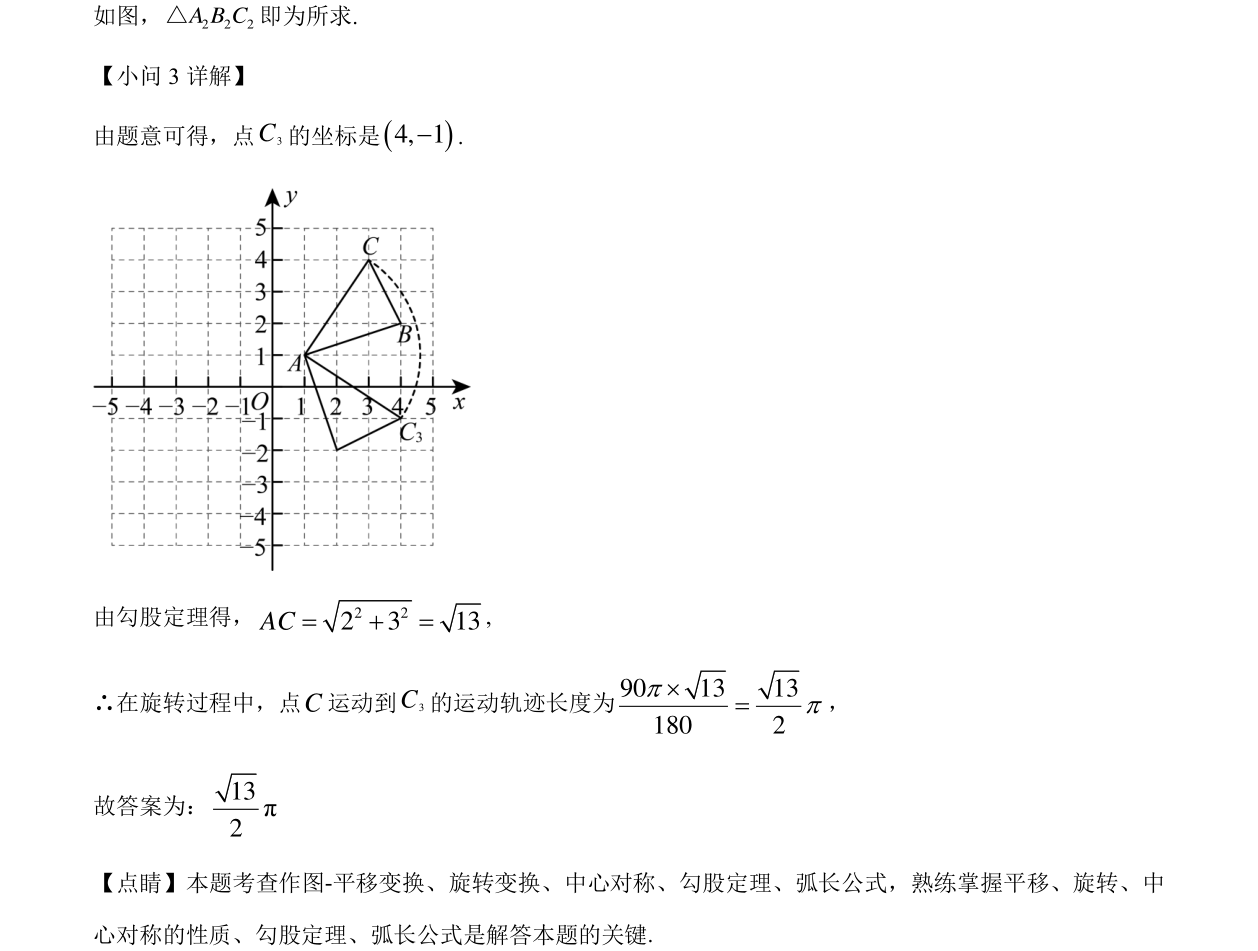 如图，△A₂B₂C₂ 即为所求.
【小问 3 详解】
由题意可得，点 C₃ 的坐标是(4,−1).
y
5
C
4
3
2
B
1
A
−5 −4 −3 −2 −1 O 1 2 3 4 5 x
−1
C₃
−2
−3
−4
−5
由勾股定理得， AC = √(2² + 3²) = √13 ,
∴在旋转过程中，点 C 运动到 C₃ 的运动轨迹长度为 (90π × √13)/180 = (√13/2)π ，
故答案为： (√13/2)π
【点睛】本题考查作图-平移变换、旋转变换、中心对称、勾股定理、弧长公式，熟练掌握平移、旋转、中
心对称的性质、勾股定理、弧长公式是解答本题的关键.